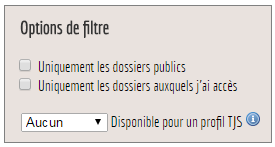 Options de filtre
Uniquement les dossiers publics
Uniquement les dossiers auxquels j'ai accès
Aucun Disponible pour un profil TJS